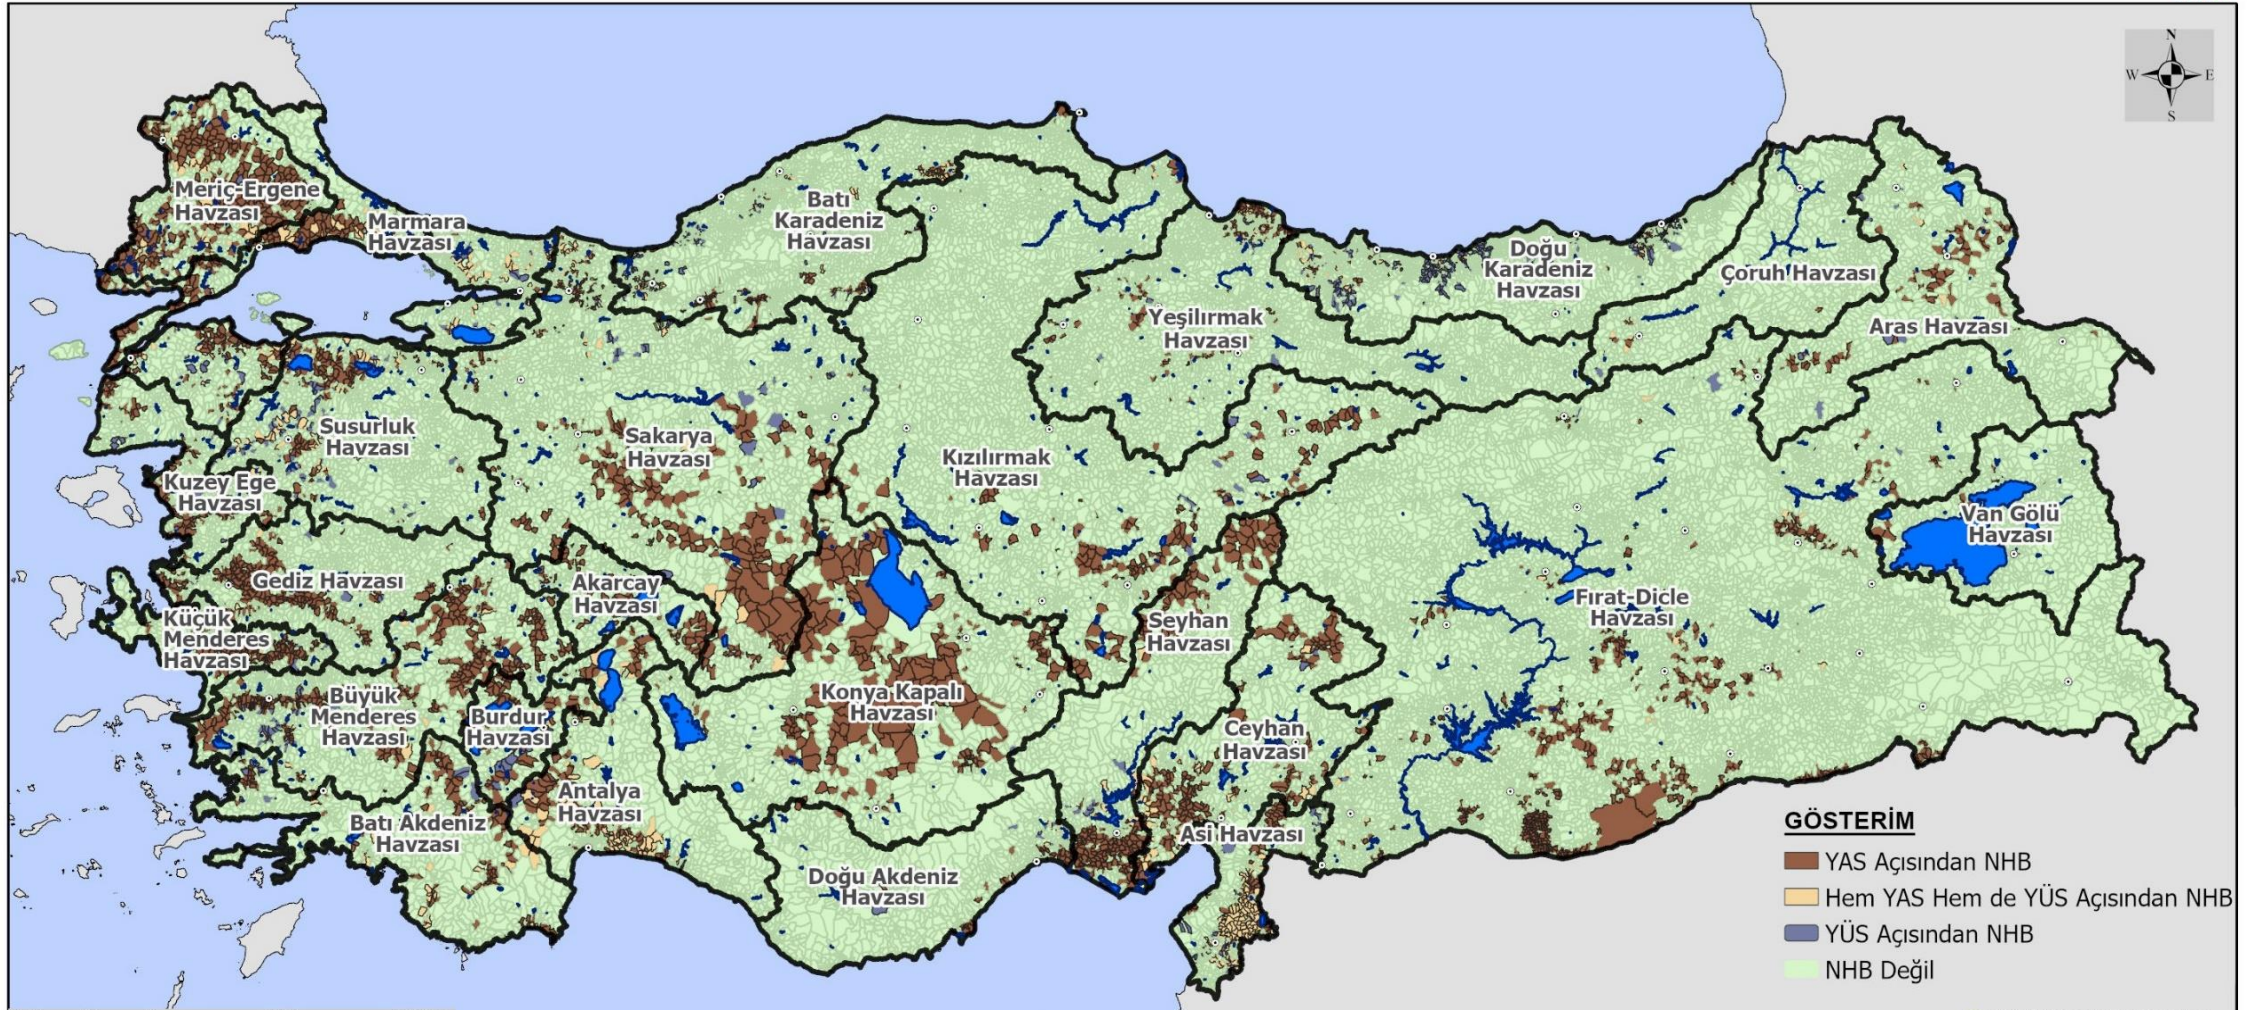 N
W
E
S
Meriç-Ergene
Havzası
Marmara
Havzası
Batı
Karadeniz
Havzası
Doğu
Karadeniz
Havzası
Çoruh Havzası
Aras Havzası
Yeşilırmak
Havzası
Susurluk
Havzası
Sakarya
Havzası
Kızılırmak
Havzası
Kuzey Ege
Havzası
Van Gölü
Havzası
Gediz Havzası
Akarcay
Havzası
Fırat-Dicle
Havzası
Küçük
Menderes
Havzası
Seyhan
Havzası
Büyük
Menderes
Havzası
Burdur
Havzası
Konya Kapalı
Havzası
Ceyhan
Havzası
Antalya
Havzası
Batı Akdeniz
Havzası
Asi Havzası
Doğu Akdeniz
Havzası
GÖSTERİM
YAS Açısından NHB
Hem YAS Hem de YÜS Açısından NHB
YÜS Açısından NHB
NHB Değil